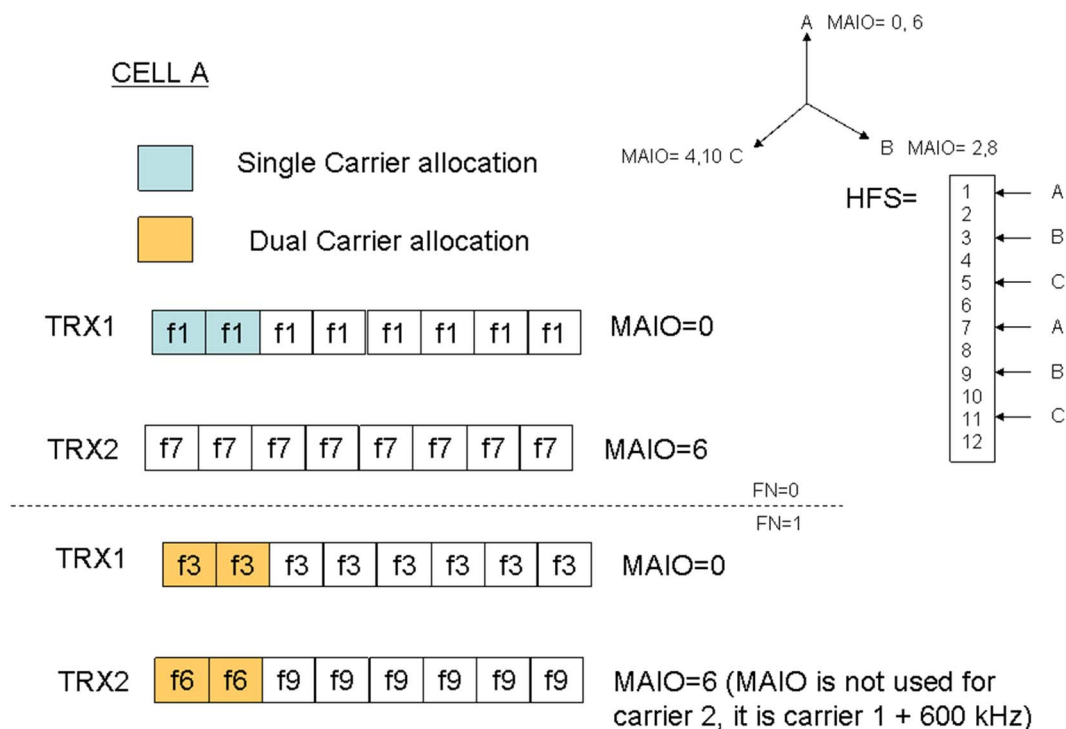 A MAIO= 0, 6
CELL A
Single Carrier allocation
MAIO= 4,10 C
B MAIO= 2,8
HFS=
1 A
2
3 B
4
5 C
6
7 A
8
9 B
10
11 C
12
Dual Carrier allocation
TRX1 f1 f1 f1 f1 f1 f1 f1 f1 MAIO=0
TRX2 f7 f7 f7 f7 f7 f7 f7 f7 MAIO=6
FN=0
FN=1
TRX1 f3 f3 f3 f3 f3 f3 f3 f3 MAIO=0
TRX2 f6 f6 f9 f9 f9 f9 f9 f9 MAIO=6 (MAIO is not used for
carrier 2, it is carrier 1 + 600 kHz)